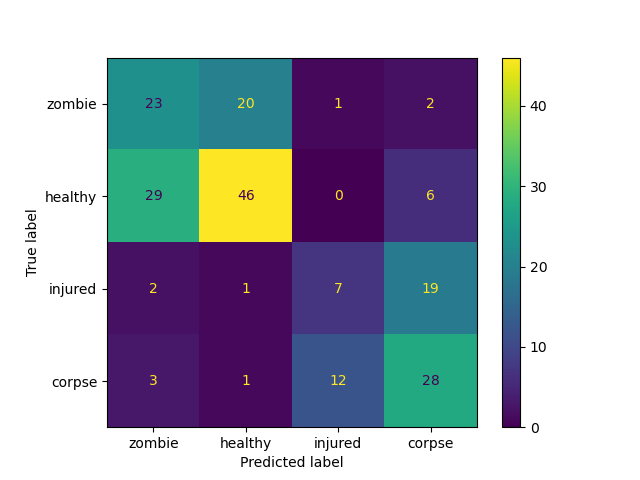 zombie 23 20 1 2
healthy 29 46 0 6
injured 2 1 7 19
corpse 3 1 12 28
zombie healthy injured corpse
Predicted label
True label
40
30
20
10
0